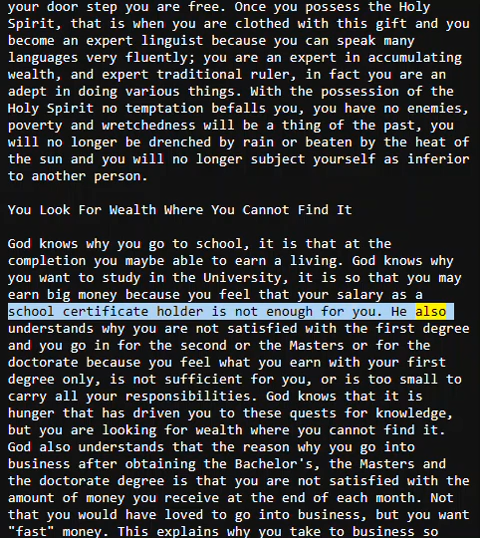 your door step you are free. Once you possess the Holy
Spirit, that is when you are clothed with this gift and you
become an expert linguist because you can speak many
languages very fluently; you are an expert in accumulating
wealth, and expert traditional ruler, in fact you are an
adept in doing various things. With the possession of the
Holy Spirit no temptation befalls you, you have no enemies,
poverty and wretchedness will be a thing of the past, you
will no longer be drenched by rain or beaten by the heat of
the sun and you will no longer subject yourself as inferior
to another person.

You Look For Wealth Where You Cannot Find It

God knows why you go to school, it is that at the
completion you maybe able to earn a living. God knows why
you want to study in the University, it is so that you may
earn big money because you feel that your salary as a
school certificate holder is not enough for you. He also
understands why you are not satisfied with the first degree
and you go in for the second or the Masters or for the
doctorate because you feel what you earn with your first
degree only, is not sufficient for you, or is too small to
carry all your responsibilities. God knows that it is
hunger that has driven you to these quests for knowledge,
but you are looking for wealth where you cannot find it.
God also understands that the reason why you go into
business after obtaining the Bachelor's, the Masters and
the doctorate degree is that you are not satisfied with the
amount of money you receive at the end of each month. Not
that you would have loved to go into business, but you want
"fast" money. This explains why you take to business so